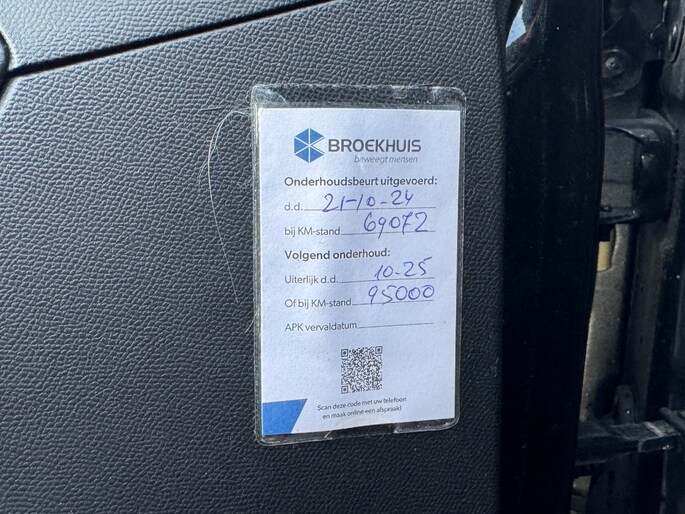 BROEKHUIS
beweegt mensen
Onderhoudsbeurt uitgevoerd:
d.d. 21-10-24
bij KM-stand 69072
Volgend onderhoud:
Uiterlijk d.d. 10-25
Of bij KM-stand 95000
APK vervaldatum
Scan deze code met uw telefoon
en maak online een afspraak!